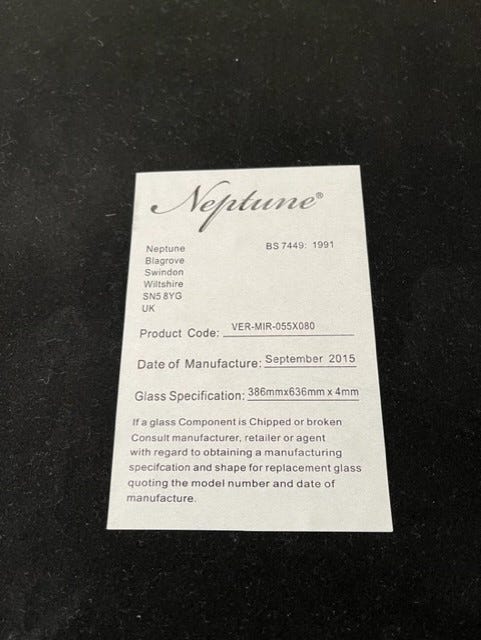 Neptune®
Neptune BS 7449: 1991
Blagrove
Swindon
Wiltshire
SN5 8YG
UK
Product Code: VER-MIR-055X080
Date of Manufacture: September 2015
Glass Specification: 386mmx636mm x 4mm
If a glass Component is Chipped or broken
Consult manufacturer, retailer or agent
with regard to obtaining a manufacturing
specifcation and shape for replacement glass
quoting the model number and date of
manufacture.